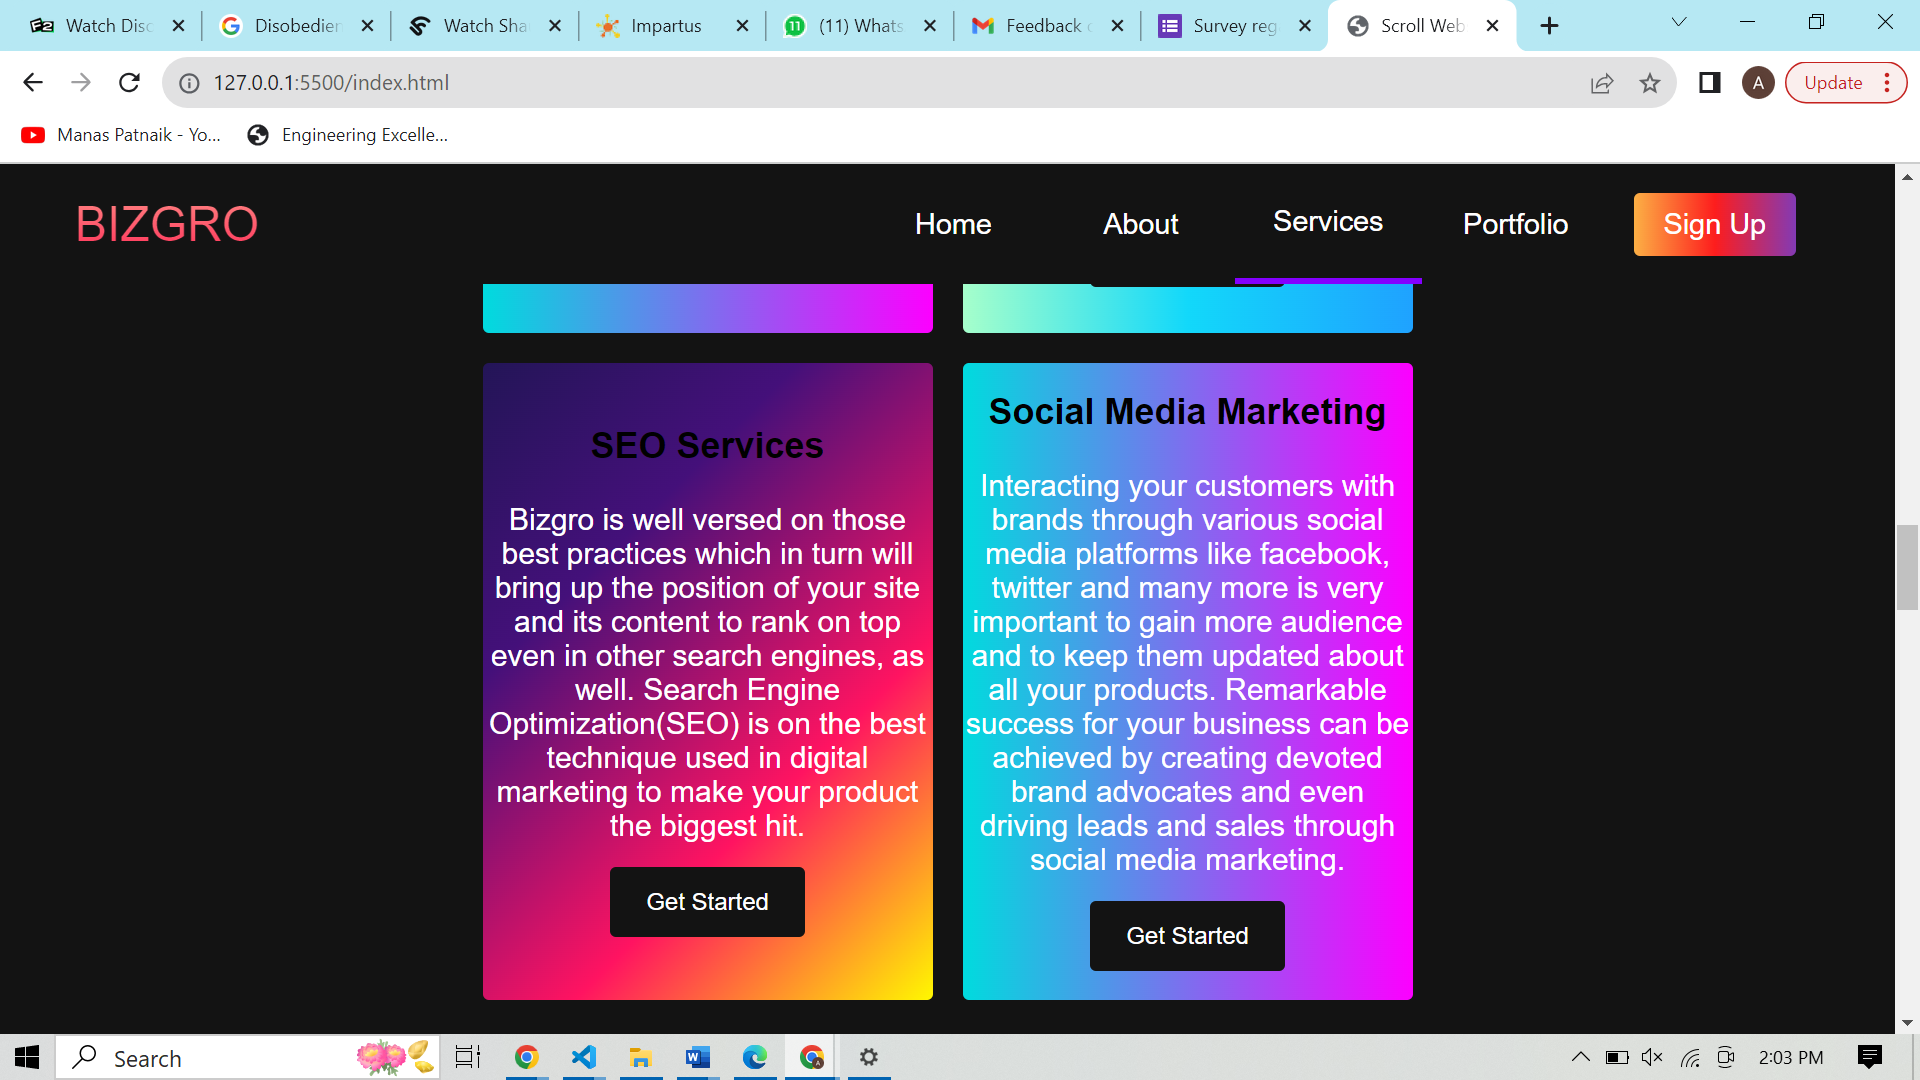 Watch Disc
Disobedien
Watch Sha
Impartus
(11) Whats
Feedback
Survey reg
Scroll Web
127.0.0.1:5500/index.html
A
Update
Manas Patnaik - Yo...
Engineering Excelle...
BIZGRO
Home
About
Services
Portfolio
Sign Up
SEO Services
Bizgro is well versed on those
best practices which in turn will
bring up the position of your site
and its content to rank on top
even in other search engines, as
well. Search Engine
Optimization(SEO) is on the best
technique used in digital
marketing to make your product
the biggest hit.
Get Started
Social Media Marketing
Interacting your customers with
brands through various social
media platforms like facebook,
twitter and many more is very
important to gain more audience
and to keep them updated about
all your products. Remarkable
success for your business can be
achieved by creating devoted
brand advocates and even
driving leads and sales through
social media marketing.
Get Started
Search
2:03 PM